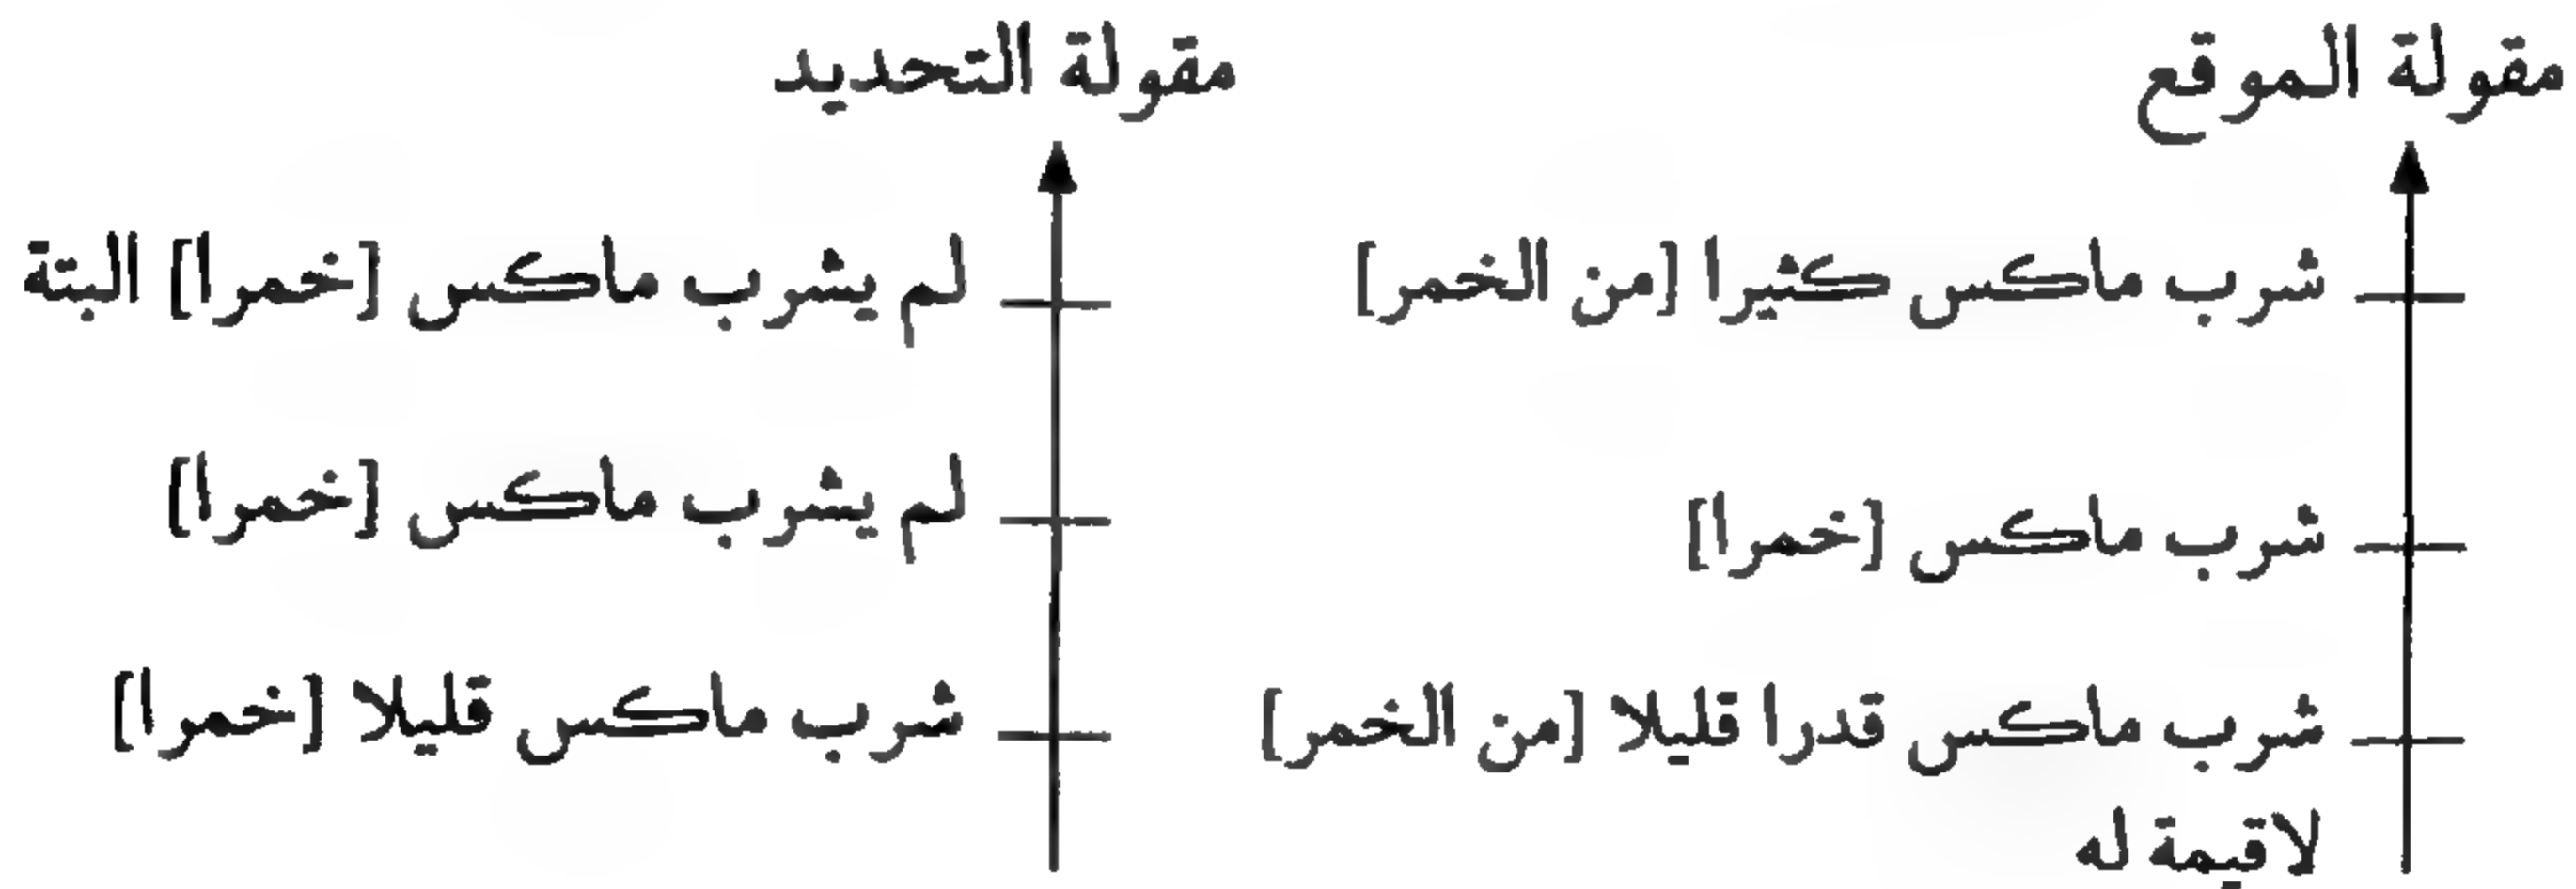 مقولة الموقع
شرب ماكس كثيرا [من الخمر]
شرب ماكس [خمرا]
شرب ماكس قدرا قليلا [من الخمر]
لاقيمة له
مقولة التحديد
لم يشرب ماكس [خمرا] البتة
لم يشرب ماكس [خمرا]
شرب ماكس قليلا [خمرا]